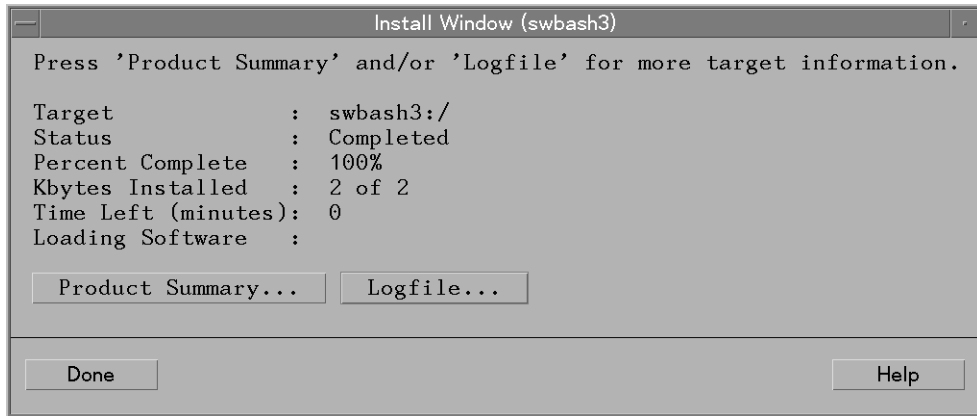 Install Window (swbash3)
Press 'Product Summary' and/or 'Logfile' for more target information.
Target : swbash3:/
Status : Completed
Percent Complete : 100%
Kbytes Installed : 2 of 2
Time Left (minutes): 0
Loading Software :
Product Summary... Logfile...
Done Help